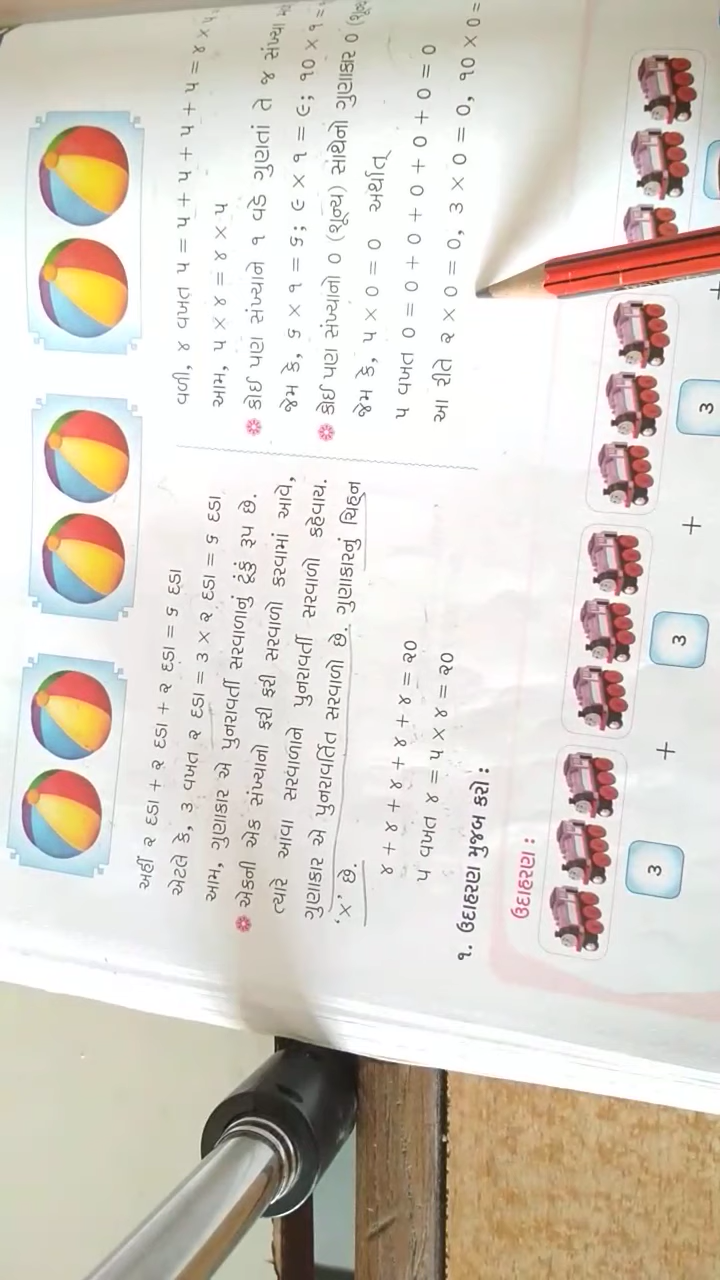 અહીં ૨ દડા + ૨ દડા + ૨ દડા = ૬ દડા
એટલે કે, ૩ વખત ૨ દડા = ૩ × ૨ દડા = ૬ દડા
આમ, ગુણાકાર એ પુનરાવર્તી સરવાળાનું ટૂંકું રૂપ છે.
એકની એક સંખ્યાનો ફરી ફરી સરવાળો કરવામાં આવે,
ત્યારે આવા સરવાળાને પુનરાવર્તી સરવાળો કહેવાય.
ગુણાકાર એ પુનરાવર્તિત સરવાળો છે. ગુણાકારનું ચિહ્ન
'×' છે.
૪ + ૪ + ૪ + ૪ + ૪ = ૨૦
૫ વખત ૪ = ૫ × ૪ = ૨૦
વળી, ૪ વખત ૫ = ૫ + ૫ + ૫ + ૫ = ૪ × ૫
આમ, ૫ × ૪ = ૪ × ૫
કોઈ પણ સંખ્યાને ૧ વડે ગુણતાં તે જ સંખ્યા
જેમ કે, ૬ × ૧ = ૬; ૯ × ૧ = ૯; ૧૦ × ૧ =
કોઈ પણ સંખ્યાનો ૦ (શૂન્ય) સાથેનો ગુણાકાર ૦
જેમ કે, ૫ × ૦ = ૦ અર્થાત્
૫ વખત ૦ = ૦ + ૦ + ૦ + ૦ + ૦ = ૦
આ રીતે ૨ × ૦ = ૦, ૩ × ૦ = ૦, ૧૦ × ૦ =
૧. ઉદાહરણ મુજબ કરો :
ઉદાહરણ :
૩ + ૩ + ૩ +